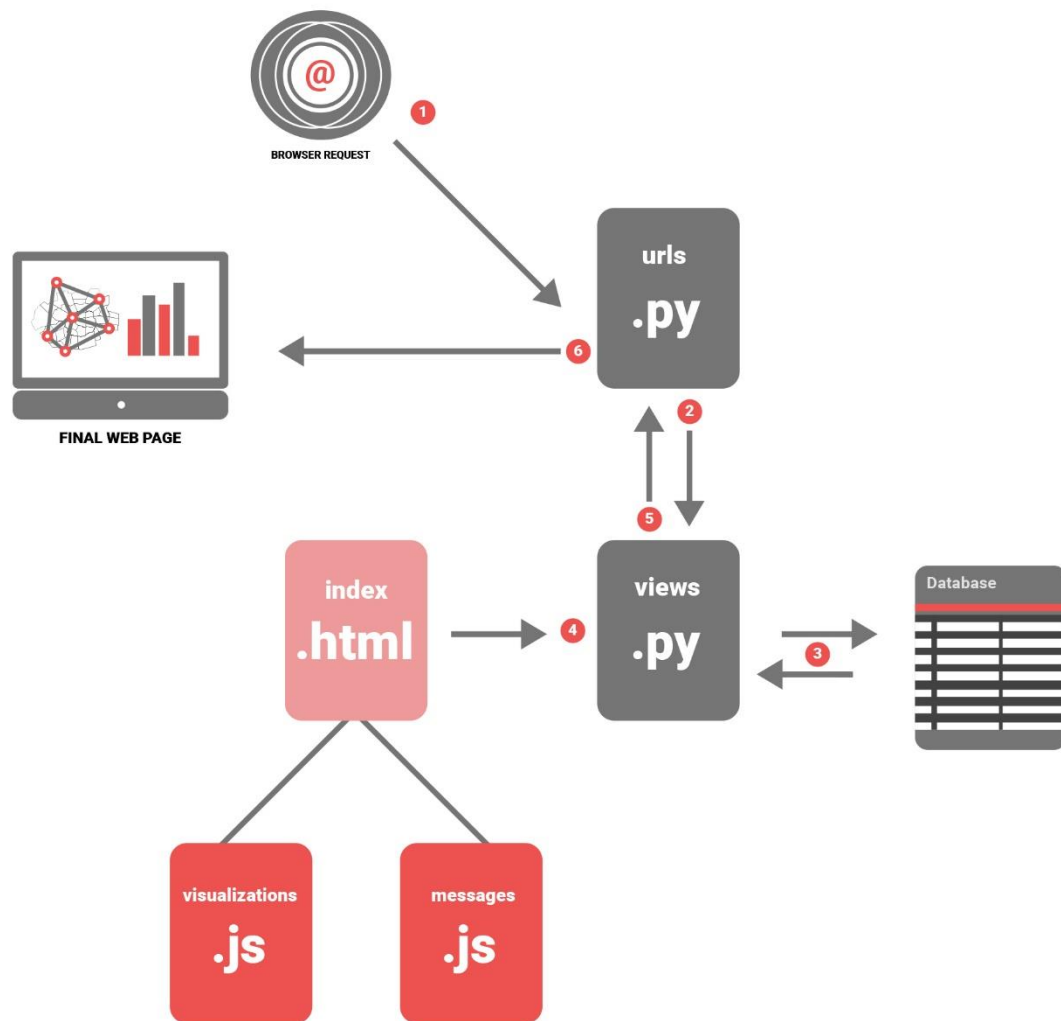 @
1
BROWSER REQUEST
urls
.py
6
FINAL WEB PAGE
2
5
index
.html
4
views
.py
3
Database
visualizations
.js
messages
.js